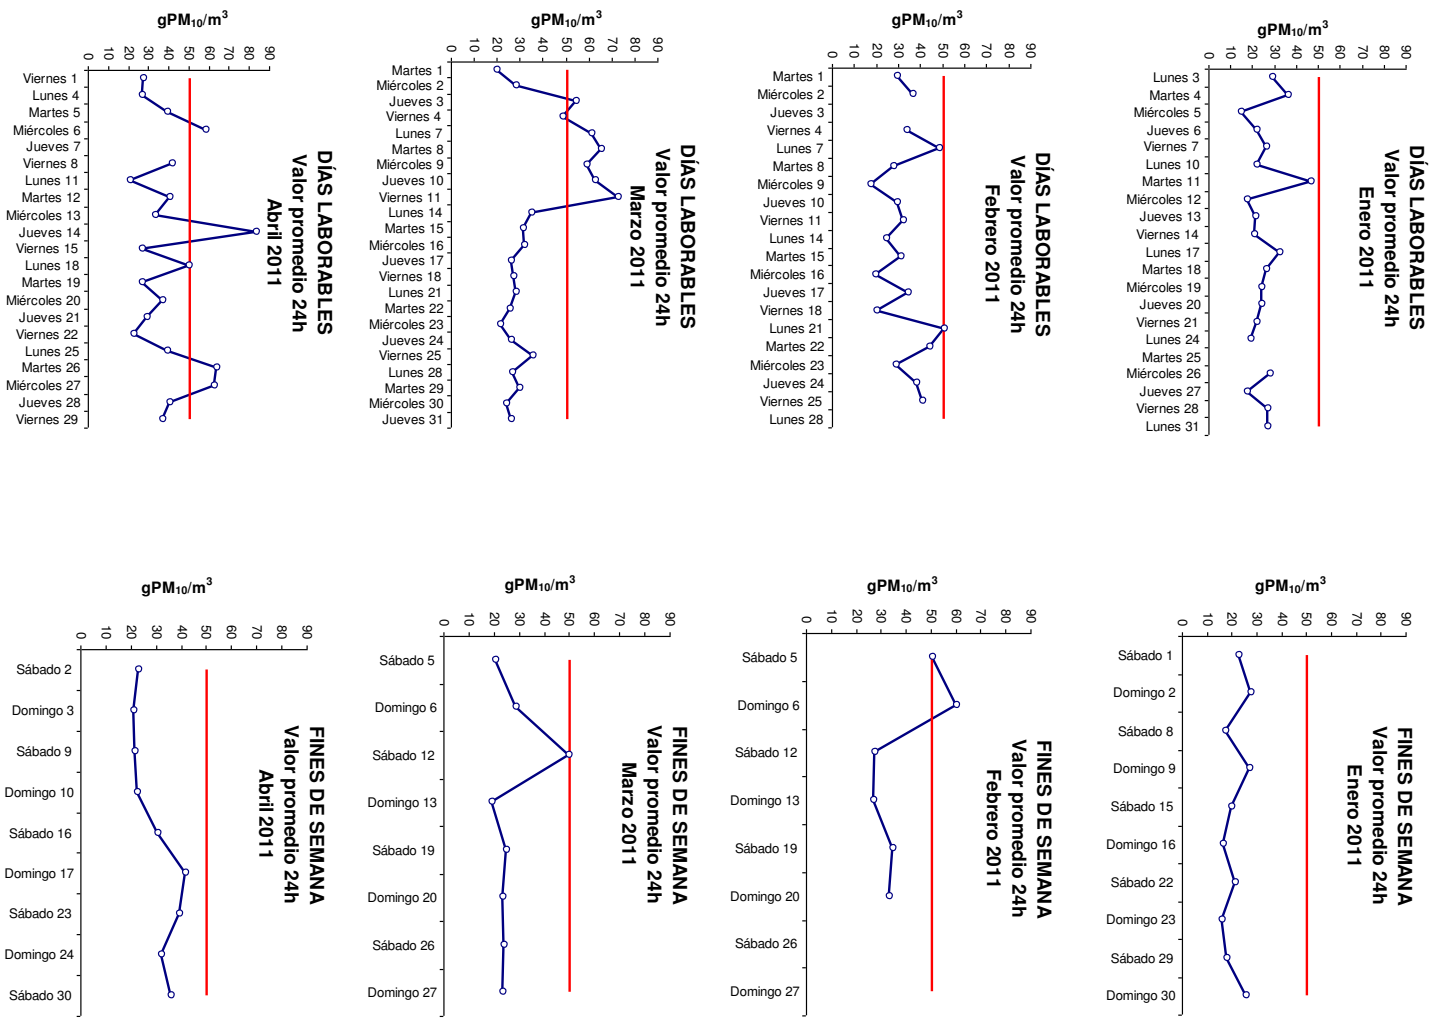 DÍAS LABORABLES
Valor promedio 24h
Enero 2011
gPM10/m3
0
10
20
30
40
50
60
70
80
90
Lunes 3
Martes 4
Miércoles 5
Jueves 6
Viernes 7
Lunes 10
Martes 11
Miércoles 12
Jueves 13
Viernes 14
Lunes 17
Martes 18
Miércoles 19
Jueves 20
Viernes 21
Lunes 24
Martes 25
Miércoles 26
Jueves 27
Viernes 28
Lunes 31
FINES DE SEMANA
Valor promedio 24h
Enero 2011
gPM10/m3
0
10
20
30
40
50
60
70
80
90
Sábado 1
Domingo 2
Sábado 8
Domingo 9
Sábado 15
Domingo 16
Sábado 22
Domingo 23
Sábado 29
Domingo 30
DÍAS LABORABLES
Valor promedio 24h
Febrero 2011
gPM10/m3
0
10
20
30
40
50
60
70
80
90
Martes 1
Miércoles 2
Jueves 3
Viernes 4
Lunes 7
Martes 8
Miércoles 9
Jueves 10
Viernes 11
Lunes 14
Martes 15
Miércoles 16
Jueves 17
Viernes 18
Lunes 21
Martes 22
Miércoles 23
Jueves 24
Viernes 25
Lunes 28
FINES DE SEMANA
Valor promedio 24h
Febrero 2011
gPM10/m3
0
10
20
30
40
50
60
70
80
90
Sábado 5
Domingo 6
Sábado 12
Domingo 13
Sábado 19
Domingo 20
Sábado 26
Domingo 27
DÍAS LABORABLES
Valor promedio 24h
Marzo 2011
gPM10/m3
0
10
20
30
40
50
60
70
80
90
Martes 1
Miércoles 2
Jueves 3
Viernes 4
Lunes 7
Martes 8
Miércoles 9
Jueves 10
Viernes 11
Lunes 14
Martes 15
Miércoles 16
Jueves 17
Viernes 18
Lunes 21
Martes 22
Miércoles 23
Jueves 24
Viernes 25
Lunes 28
Martes 29
Miércoles 30
Jueves 31
FINES DE SEMANA
Valor promedio 24h
Marzo 2011
gPM10/m3
0
10
20
30
40
50
60
70
80
90
Sábado 5
Domingo 6
Sábado 12
Domingo 13
Sábado 19
Domingo 20
Sábado 26
Domingo 27
DÍAS LABORABLES
Valor promedio 24h
Abril 2011
gPM10/m3
0
10
20
30
40
50
60
70
80
90
Viernes 1
Lunes 4
Martes 5
Miércoles 6
Jueves 7
Viernes 8
Lunes 11
Martes 12
Miércoles 13
Jueves 14
Viernes 15
Lunes 18
Martes 19
Miércoles 20
Jueves 21
Viernes 22
Lunes 25
Martes 26
Miércoles 27
Jueves 28
Viernes 29
FINES DE SEMANA
Valor promedio 24h
Abril 2011
gPM10/m3
0
10
20
30
40
50
60
70
80
90
Sábado 2
Domingo 3
Sábado 9
Domingo 10
Sábado 16
Domingo 17
Sábado 23
Domingo 24
Sábado 30